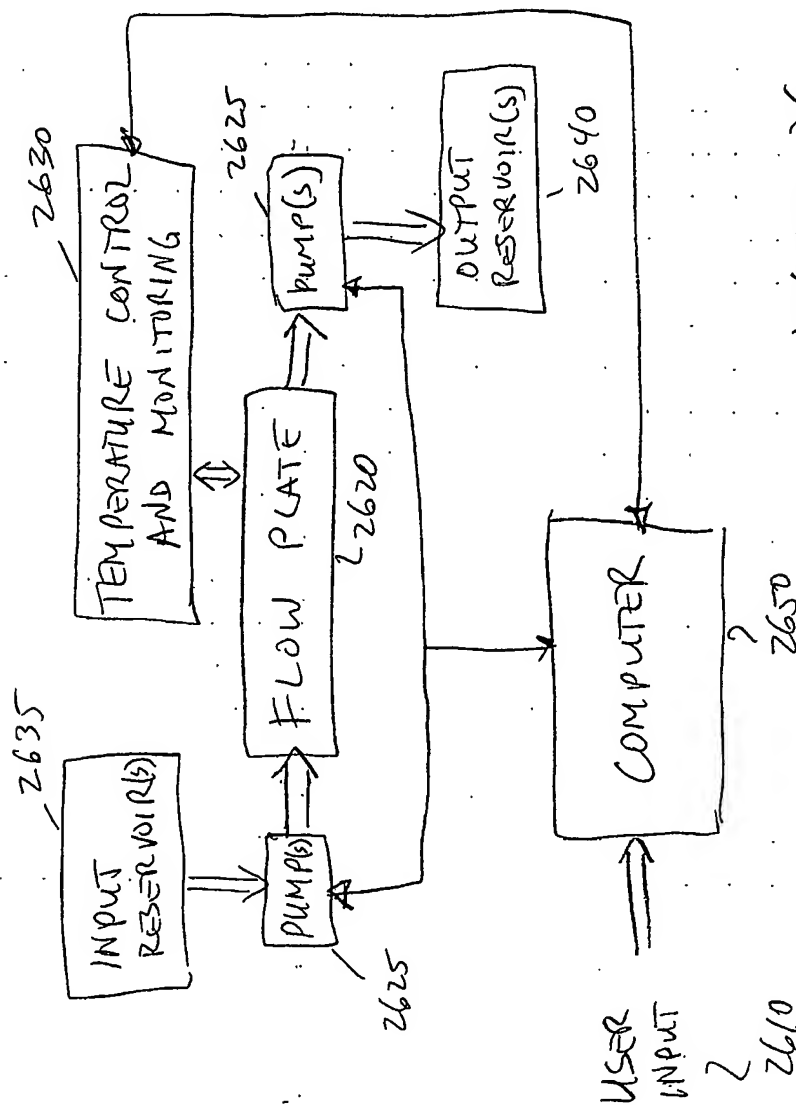 2635
INPUT
RESERVOIR(S)
PUMP(S)
2625
FLOW PLATE
2620
2630
TEMPERATURE CONTROL
AND MONITORING
2625
PUMP(S)
OUTPUT
RESERVOIR(S)
2640
COMPUTER
2650
USER
INPUT
2610